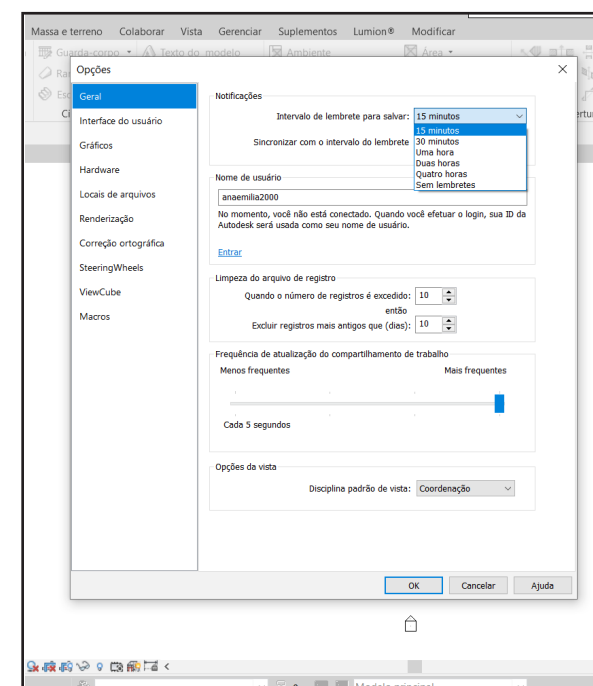 Massa e terreno Colaborar Vista Gerenciar Suplementos Lumion® Modificar
Guarda-corpo Texto do modelo Ambiente Área
Opções
Geral
Interface do usuário
Gráficos
Hardware
Locais de arquivos
Renderização
Correção ortográfica
SteeringWheels
ViewCube
Macros
Notificações
Intervalo de lembrete para salvar: 15 minutos
15 minutos
30 minutos
Uma hora
Duas horas
Quatro horas
Sem lembretes
Sincronizar com o intervalo do lembrete
Nome de usuário
anaemilia2000
No momento, você não está conectado. Quando você efetuar o login, sua ID da
Autodesk será usada como seu nome de usuário.
Entrar
Limpeza do arquivo de registro
Quando o número de registros é excedido: 10
então
Excluir registros mais antigos que (dias): 10
Frequência de atualização do compartilhamento de trabalho
Menos frequentes Mais frequentes
Cada 5 segundos
Opções da vista
Disciplina padrão de vista: Coordenação
OK Cancelar Ajuda